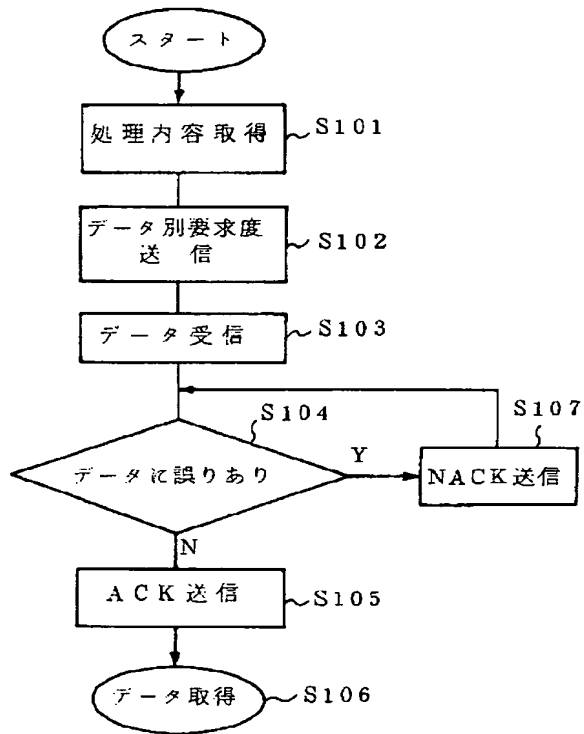 スタート
処理内容取得
S101
データ別要求度
送信
S102
データ受信
S103
S104
S107
データに誤りあり
Y
NACK送信
N
ACK送信
S105
データ取得
S106